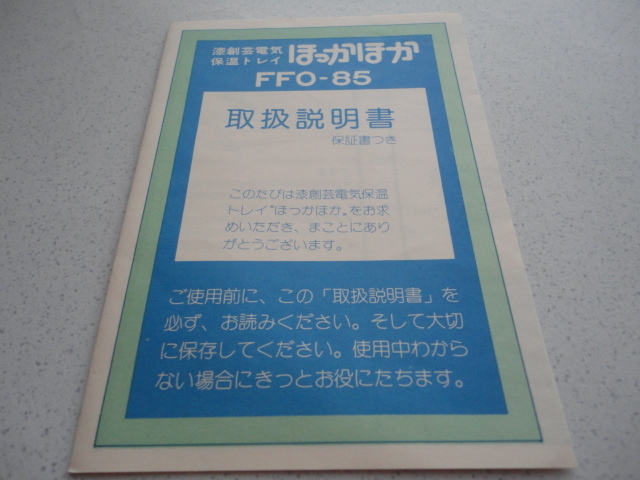 漆創芸電気
保温トレイ ほっかほか
FFO-85
取扱説明書
保証書つき
このたびは漆創芸電気保温
トレイ“ほっかほか„をお求
めいただき、まことにあり
がとうございます。
ご使用前に、この「取扱説明書」を
必ず、お読みください。そして大切
に保存してください。使用中わから
ない場合にきっとお役にたちます。